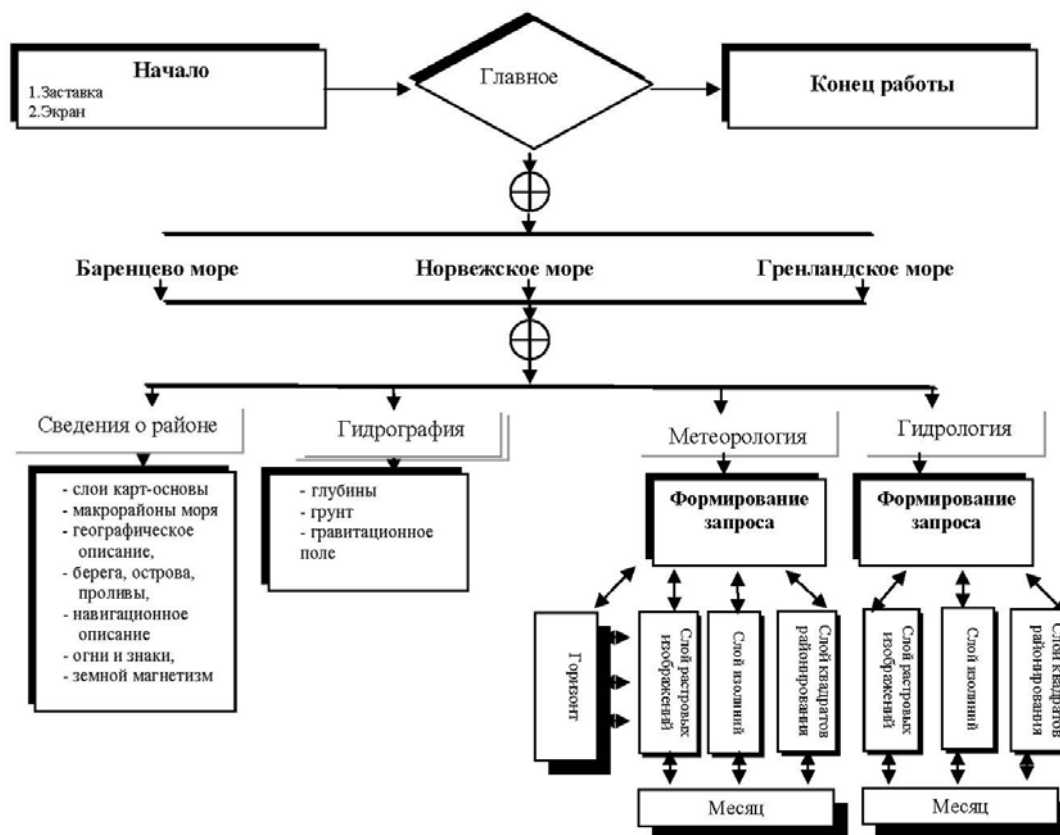 Начало
1.Заставка
2.Экран
Главное
Конец работы
Баренцево море
Норвежское море
Гренландское море
Сведения о районе
Гидрография
Метеорология
Гидрология
- слои карт-основы
- макрорайоны моря
- географическое
описание,
- берега, острова,
проливы,
- навигационное
описание
- огни и знаки,
- земной магнетизм
- глубины
- грунт
- гравитационное
поле
Формирование
запроса
Формирование
запроса
Горизонт
Слой растровых
изображений
Слой изолиний
Слой квадратов
районирования
Слой растровых
изображений
Слой изолиний
Слой квадратов
районирования
Месяц
Месяц